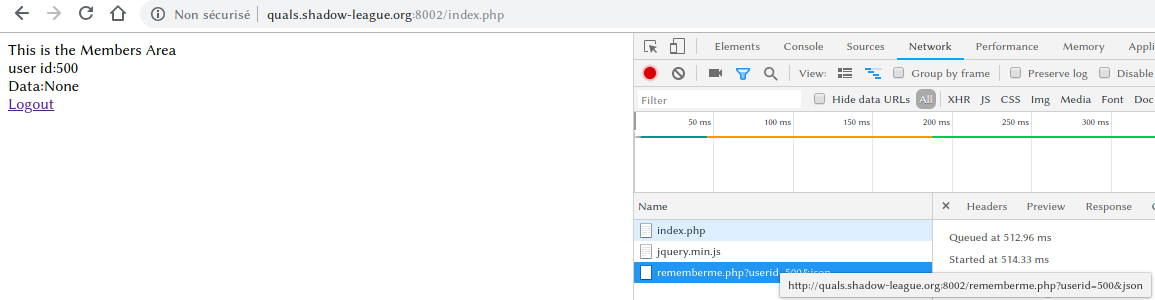 Non sécurisé | quals.shadow-league.org:8002/index.php
This is the Members Area
user id:500
Data:None
Logout
Elements Console Sources Network Performance Memory Appli
View: Group by frame Preserve log Disable
Filter Hide data URLs All XHR JS CSS Img Media Font Doc
50 ms 100 ms 150 ms 200 ms 250 ms 300 ms
Name × Headers Preview Response C
index.php
jquery.min.js
rememberme.php?userid=500&json
Queued at 512.96 ms
Started at 514.33 ms
http://quals.shadow-league.org:8002/rememberme.php?userid=500&json